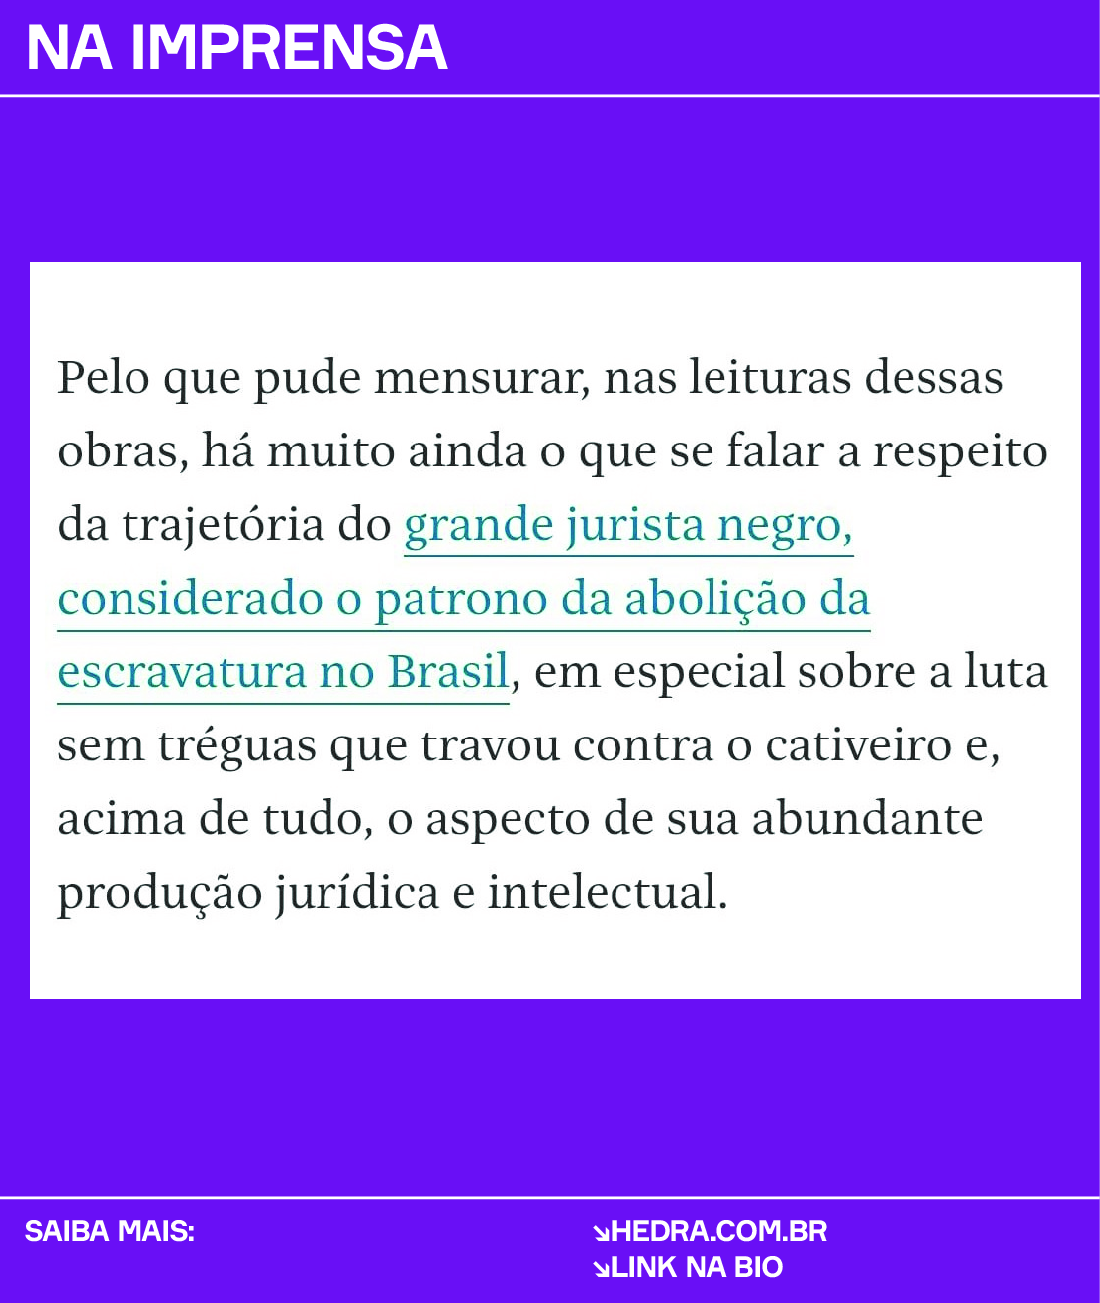 NA IMPRENSA
Pelo que pude mensurar, nas leituras dessas
obras, há muito ainda o que se falar a respeito
da trajetória do grande jurista negro,
considerado o patrono da abolição da
escravatura no Brasil, em especial sobre a luta
sem tréguas que travou contra o cativeiro e,
acima de tudo, o aspecto de sua abundante
produção jurídica e intelectual.
SAIBA MAIS:
↘HEDRA.COM.BR
↘LINK NA BIO